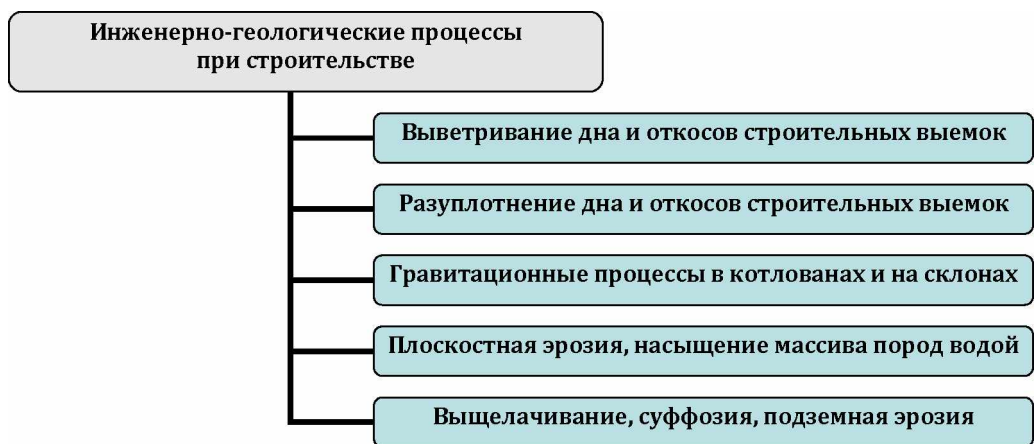 Инженерно-геологические процессы
при строительстве
Выветривание дна и откосов строительных выемок
Разуплотнение дна и откосов строительных выемок
Гравитационные процессы в котлованах и на склонах
Плоскостная эрозия, насыщение массива пород водой
Выщелачивание, суффозия, подземная эрозия